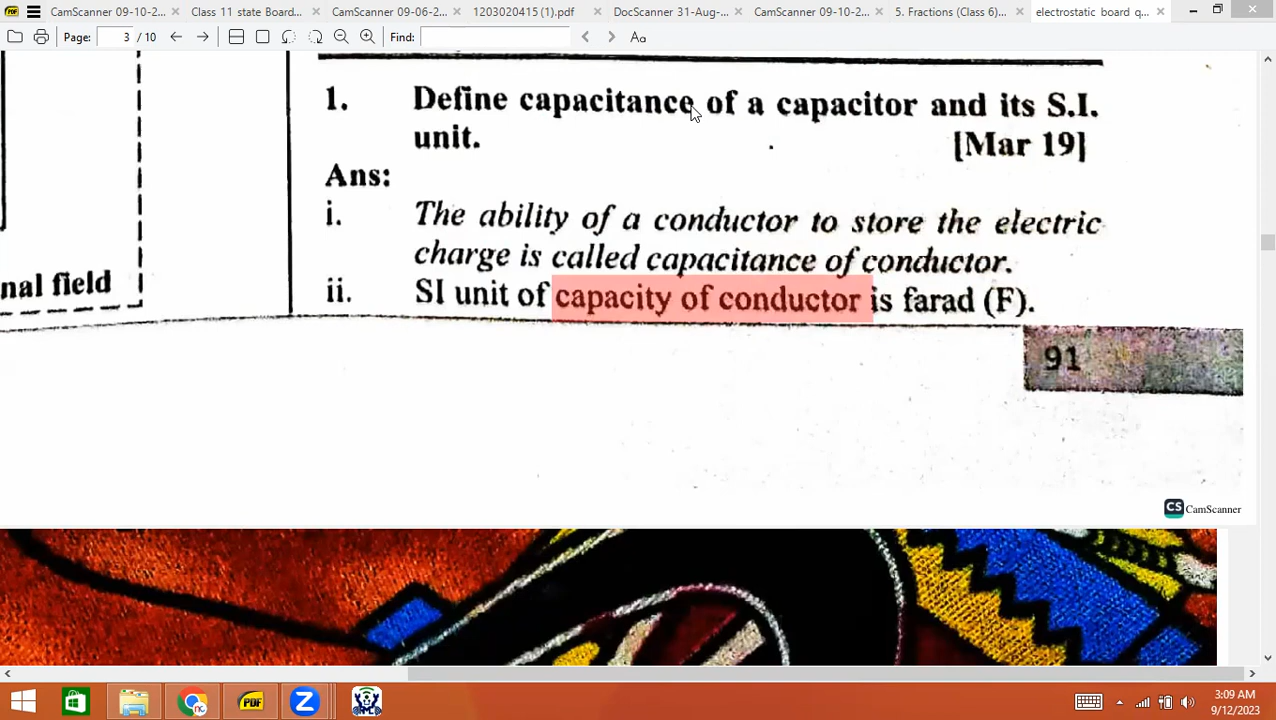 CamScanner 09-10-2...
Class 11 state Board...
CamScanner 09-06-2...
1203020415 (1).pdf
DocScanner 31-Aug-...
CamScanner 09-10-2...
5. Fractions (Class 6)...
electrostatic board q...
Page: 3 / 10
Find:
Aa
1. Define capacitance of a capacitor and its S.I.
unit. [Mar 19]
Ans:
i. The ability of a conductor to store the electric
charge is called capacitance of conductor.
nal field
ii. SI unit of capacity of conductor is farad (F).
91
CS CamScanner
PDF
3:09 AM
9/12/2023